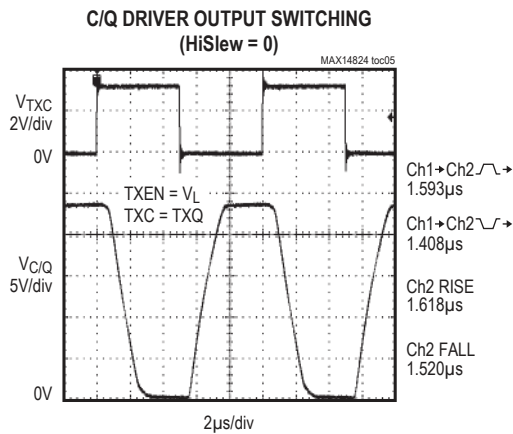 C/Q DRIVER OUTPUT SWITCHING
(HiSlew = 0)
MAX14824 toc05
VTXC
2V/div
0V
TXEN = VL
TXC = TXQ
VC/Q
5V/div
0V
2µs/div
Ch1→Ch2
1.593µs
Ch1→Ch2
1.408µs
Ch2 RISE
1.618µs
Ch2 FALL
1.520µs